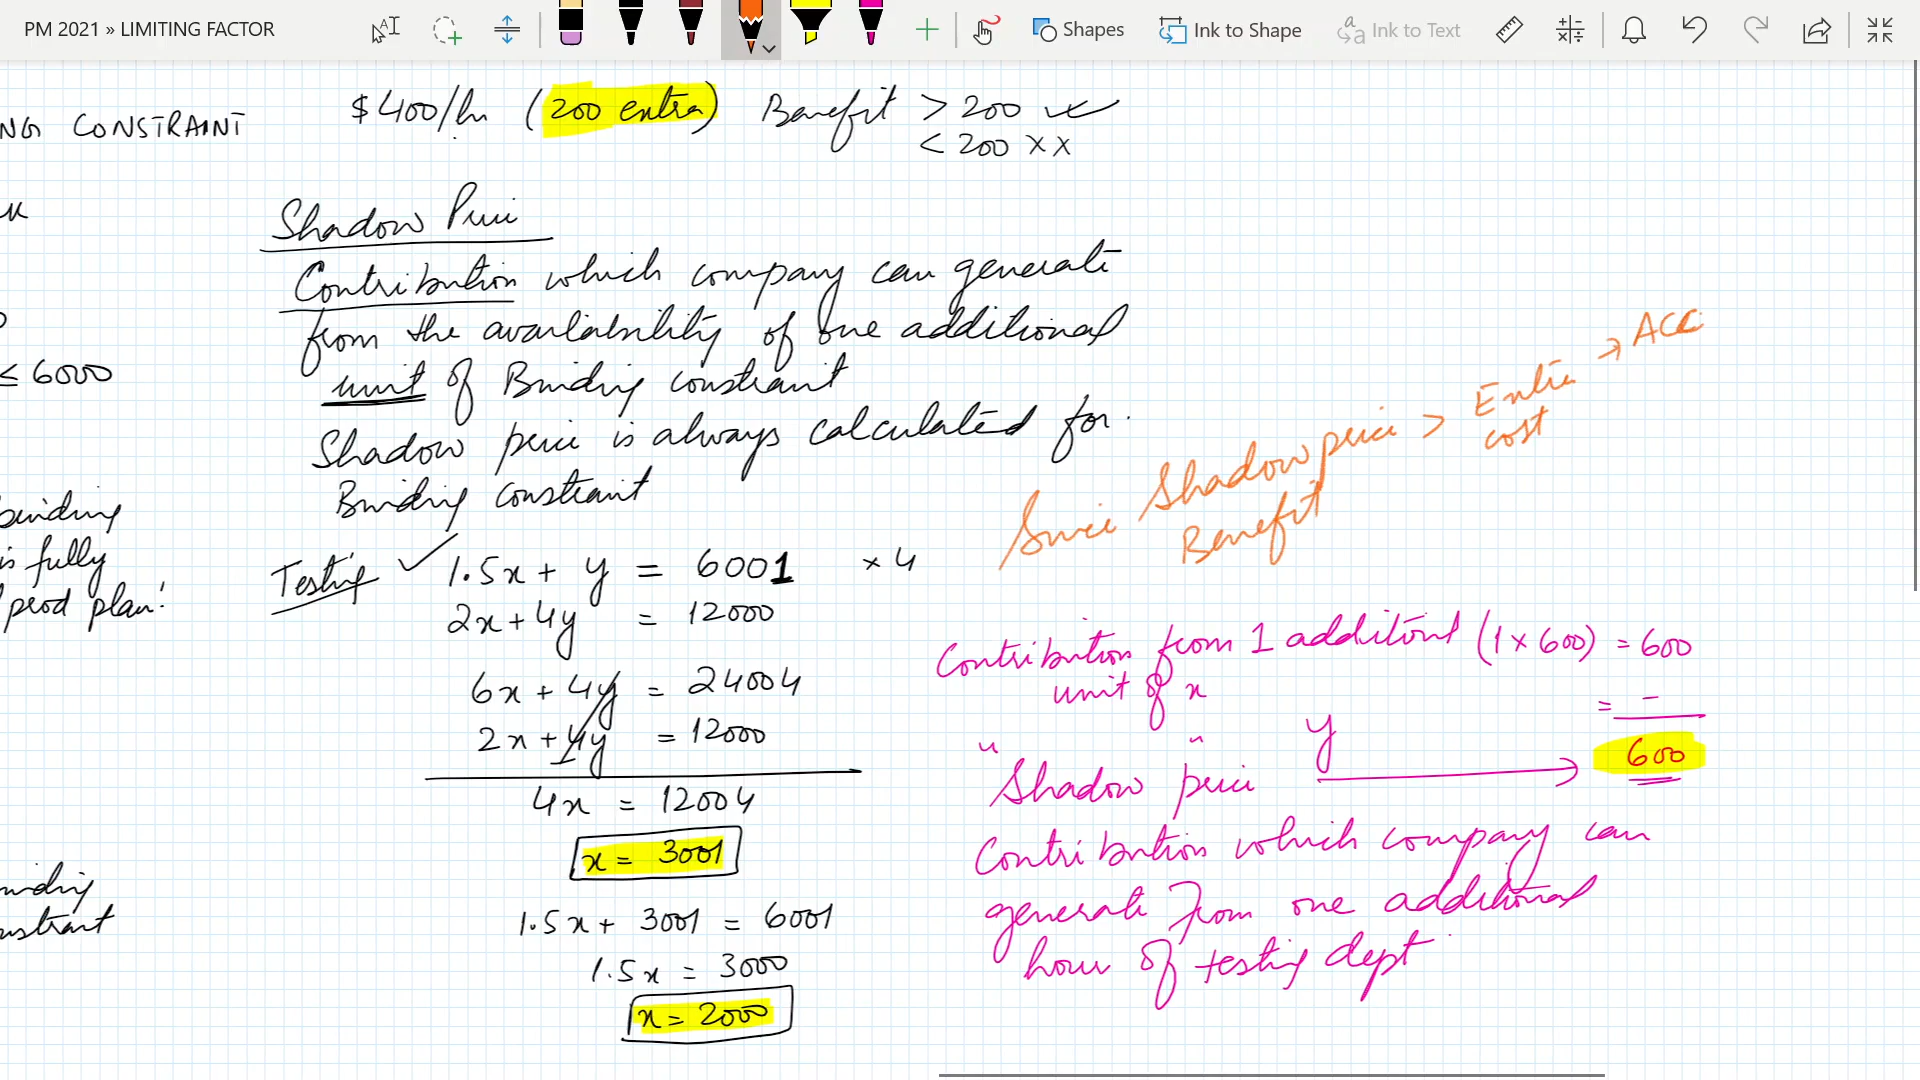 PM 2021 » LIMITING FACTOR
Shapes
Ink to Shape
Ink to Text
NG CONSTRAINT
$400/hr (200 extra) Benefit > 200 ✓
< 200 x x
Shadow Price
Contribution which company can generate
from the availability of one additional
unit of Binding constraint
Shadow price is always calculated for
Binding constraint
≤ 6000
binding
is fully
prod plan!
inding
nstraint
Testing ✓ 1.5x + y = 6001 x 4
2x + 4y = 12000
6x + 4y = 24004
2x + 4y = 12000
4x = 12004
x = 3001
1.5x + 3001 = 6001
1.5x = 3000
x = 2000
Since Shadow price > Extra → ACC
Benefit cost
Contribution from 1 additional (1 x 600) = 600
unit of x
" " y = -
Shadow price → 600
Contribution which company can
generate from one additional
hour of testing dept